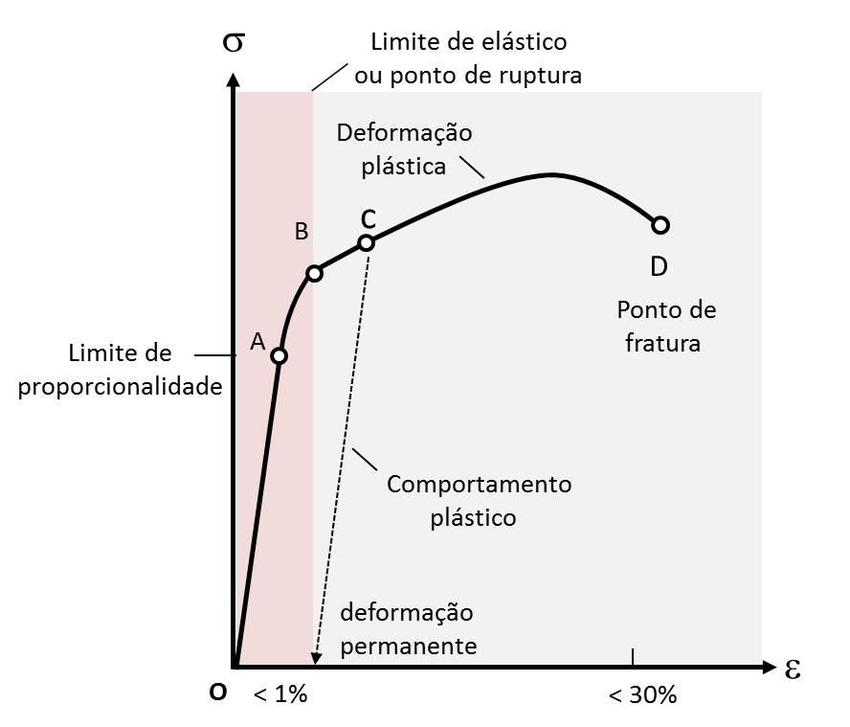 σ
Limite de elástico
ou ponto de ruptura
Deformação
plástica
C
B
D
Ponto de
fratura
A
Limite de
proporcionalidade
Comportamento
plástico
deformação
permanente
ε
O
< 1%
< 30%